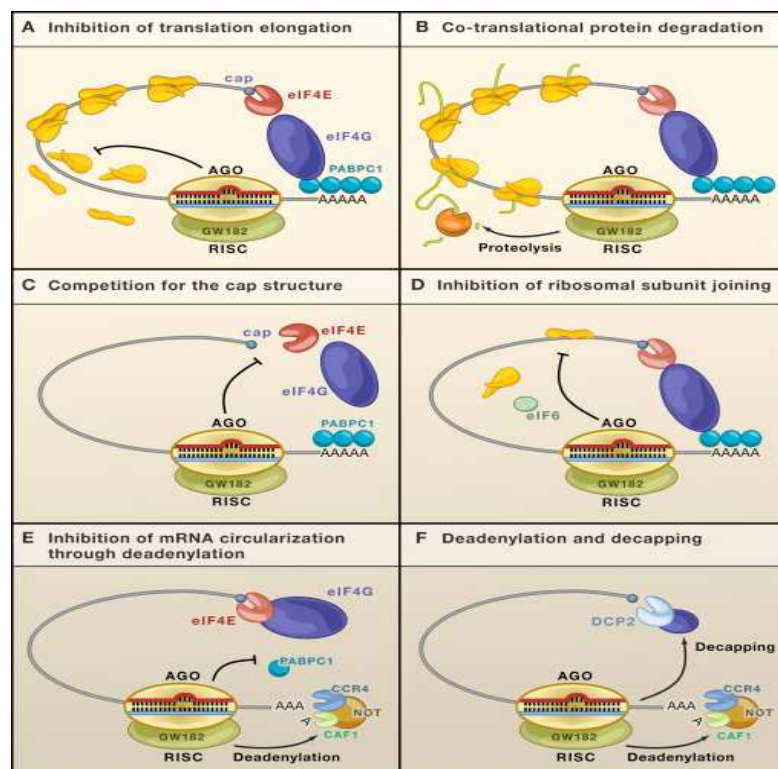 A Inhibition of translation elongation
cap
eIF4E
eIF4G
AGO
PABPC1
AAAAA
GW182
RISC
B Co-translational protein degradation
AGO
AAAAA
GW182
Proteolysis
RISC
C Competition for the cap structure
cap
eIF4E
eIF4G
AGO
PABPC1
AAAAA
GW182
RISC
D Inhibition of ribosomal subunit joining
eIF6
AGO
AAAAA
GW182
RISC
E Inhibition of mRNA circularization
through deadenylation
eIF4G
eIF4E
PABPC1
AGO
AAA
CCR4
A
NOT
GW182
CAF1
RISC
Deadenylation
F Deadenylation and decapping
DCP2
Decapping
AGO
AAA
CCR4
A
NOT
GW182
CAF1
RISC
Deadenylation